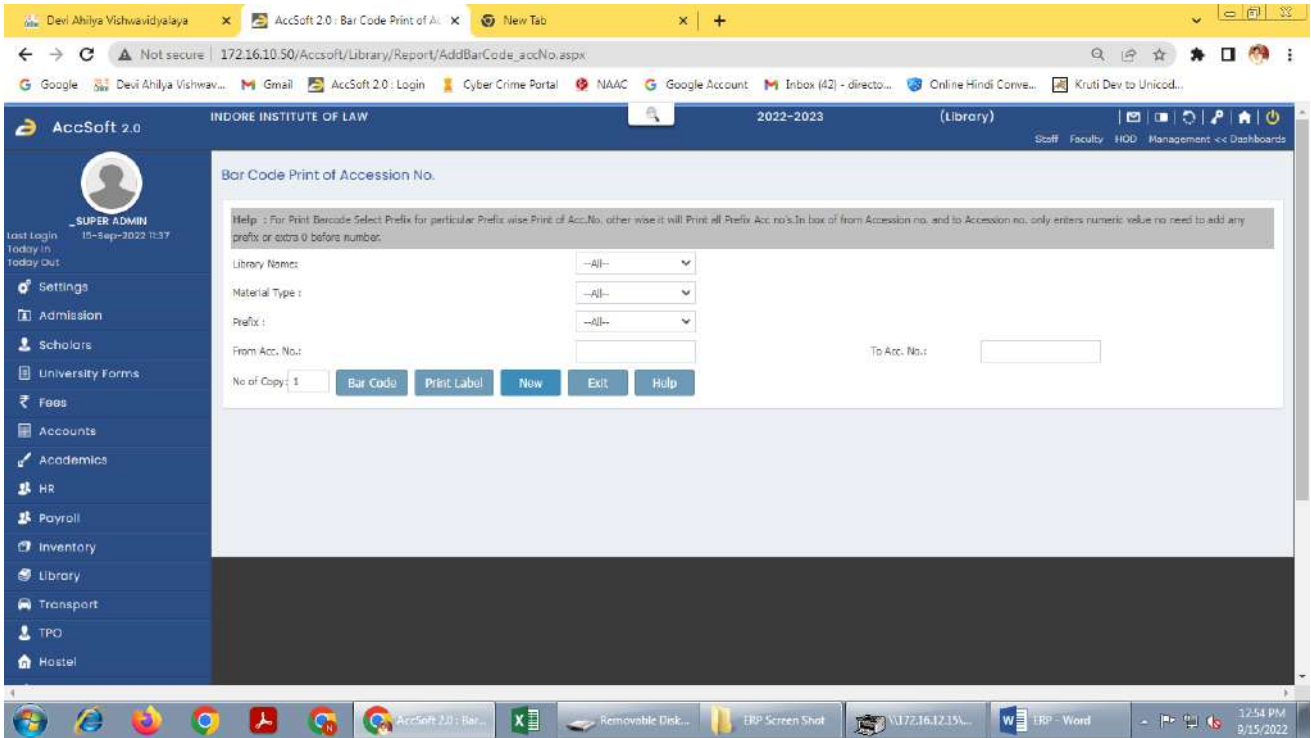 Devi Ahilya Vishwavidyalaya
AccSoft 2.0 : Bar Code Print of Ac
New Tab
Not secure 172.16.10.50/Accsoft/Library/Report/AddBarCode_accNo.aspx
Google
Devi Ahilya Vishwav...
Gmail
AccSoft 2.0 : Login
Cyber Crime Portal
NAAC
Google Account
Inbox (42) - directo...
Online Hindi Conve...
Kruti Dev to Unicod...
AccSoft 2.0
INDORE INSTITUTE OF LAW
2022-2023
(Library)
Staff Faculty HOD Management << Dashboards
_SUPER ADMIN
Last Login 15-Sep-2022 11:37
Today In
Today Out
Settings
Admission
Scholars
University Forms
Fees
Accounts
Academics
HR
Payroll
Inventory
Library
Transport
TPO
Hostel
Bar Code Print of Accession No.
Help : For Print Barcode Select Prefix for perticular Prefix wise Print of Acc.No. other wise it will Print all Prefix Acc no's.In box of from Accession no. and to Accession no. only enters numeric value no need to add any
prefix or extra 0 before number.
Library Name: --All--
Material Type : --All--
Prefix : --All--
From Acc. No.: To Acc. No.:
No of Copy: 1 Bar Code Print Label New Exit Help
AccSoft 2.0 : Bar...
Removable Disk...
ERP Screen Shot
\\172.16.12.15\...
ERP - Word
12:54 PM
9/15/2022